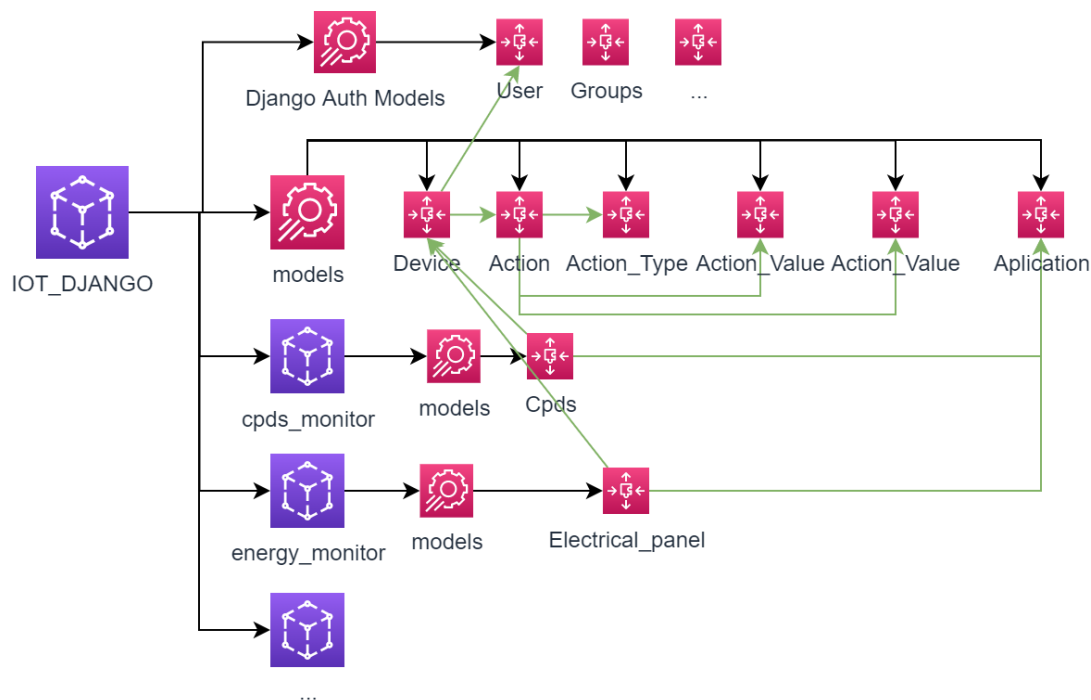 Django Auth Models
User
Groups
...
IOT_DJANGO
models
Device
Action
Action_Type
Action_Value
Action_Value
Aplication
cpds_monitor
models
Cpds
energy_monitor
models
Electrical_panel
...